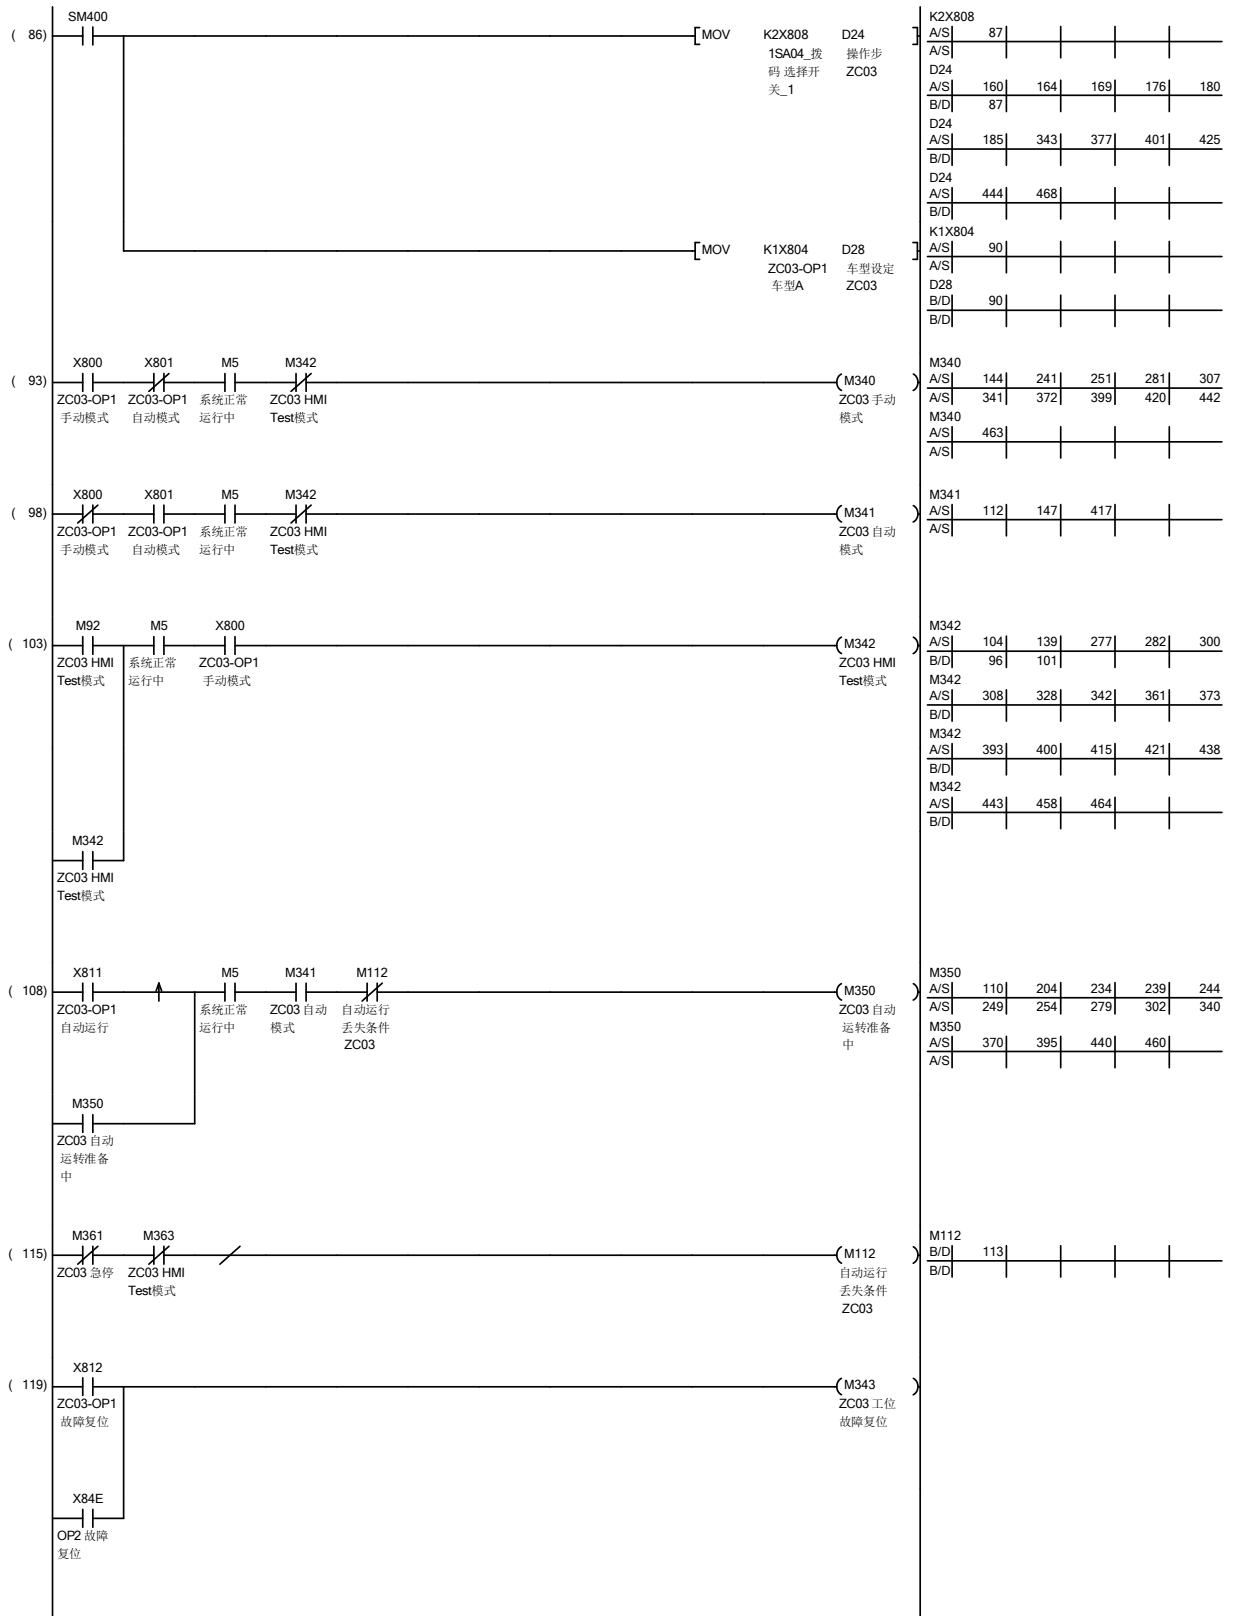 SM400
( 86)
MOV K2X808 D24
1SA04_拨 操作步
码 选择开 ZC03
关_1
K2X808
A/S 87
A/S
D24
A/S 160 164 169 176 180
B/D 87
D24
A/S 185 343 377 401 425
B/D
D24
A/S 444 468
B/D
MOV K1X804 D28
ZC03-OP1 车型设定
车型A ZC03
K1X804
A/S 90
A/S
D28
B/D 90
B/D
X800 X801 M5 M342
( 93)
M340
ZC03-OP1 ZC03-OP1 系统正常 ZC03 HMI ZC03 手动
手动模式 自动模式 运行中 Test模式 模式
M340
A/S 144 241 251 281 307
A/S 341 372 399 420 442
M340
A/S 463
A/S
X800 X801 M5 M342
( 98)
M341
ZC03-OP1 ZC03-OP1 系统正常 ZC03 HMI ZC03 自动
手动模式 自动模式 运行中 Test模式 模式
M341
A/S 112 147 417
A/S
M92 M5 X800
( 103)
M342
ZC03 HMI 系统正常 ZC03-OP1 ZC03 HMI
Test模式 运行中 手动模式 Test模式
M342
A/S 104 139 277 282 300
B/D 96 101
M342
A/S 308 328 342 361 373
B/D
M342
A/S 393 400 415 421 438
B/D
M342
A/S 443 458 464
B/D
M342
ZC03 HMI
Test模式
X811 M5 M341 M112
( 108)
M350
ZC03-OP1 系统正常 ZC03 自动 自动运行 ZC03 自动
自动运行 运行中 模式 丢失条件 运转准备
ZC03 中
M350
A/S 110 204 234 239 244
A/S 249 254 279 302 340
M350
A/S 370 395 440 460
A/S
M350
ZC03 自动
运转准备
中
M361 M363
( 115)
M112
ZC03 急停 ZC03 HMI 自动运行
Test模式 丢失条件
ZC03
M112
B/D 113
B/D
X812
( 119)
M343
ZC03-OP1 ZC03 工位
故障复位 故障复位
X84E
OP2 故障
复位